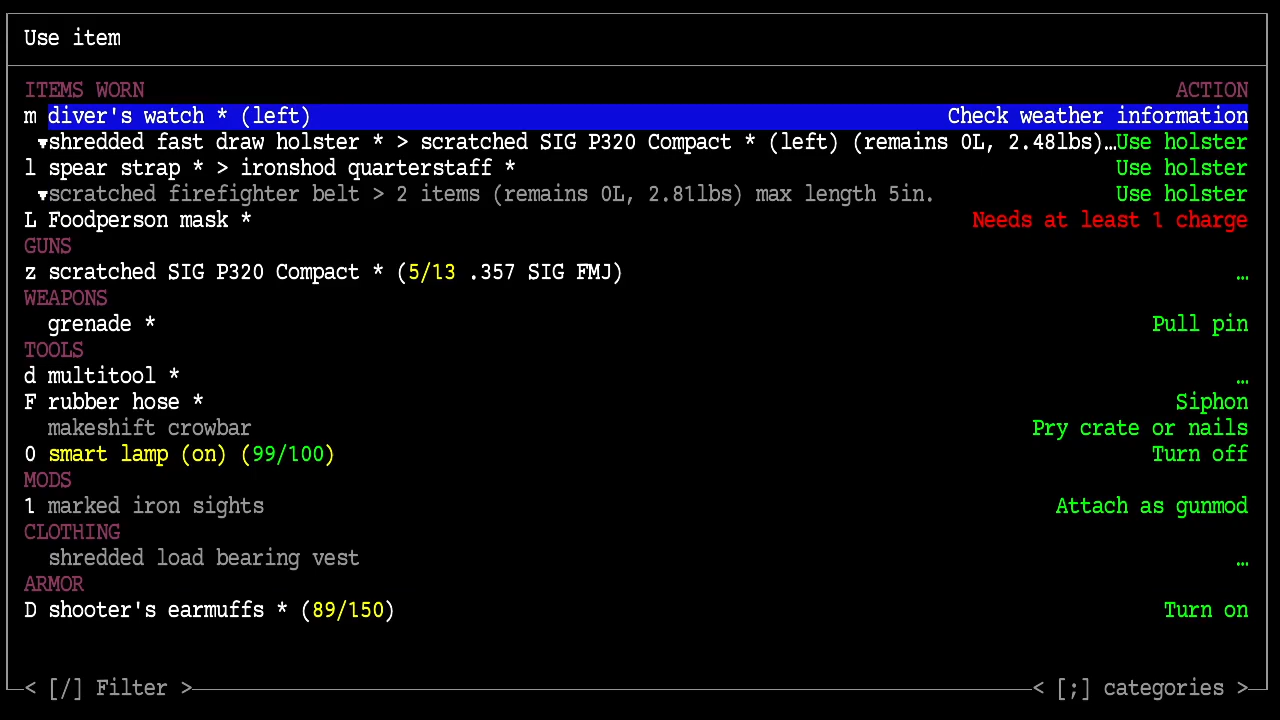 Use item
ITEMS WORN ACTION
m diver's watch * (left) Check weather information
▾shredded fast draw holster * > scratched SIG P320 Compact * (left) (remains 0L, 2.48lbs)…Use holster
l spear strap * > ironshod quarterstaff * Use holster
▾scratched firefighter belt > 2 items (remains 0L, 2.81lbs) max length 5in. Use holster
L Foodperson mask * Needs at least 1 charge
GUNS
z scratched SIG P320 Compact * (5/13 .357 SIG FMJ) …
WEAPONS
grenade * Pull pin
TOOLS
d multitool * …
F rubber hose * Siphon
makeshift crowbar Pry crate or nails
0 smart lamp (on) (99/100) Turn off
MODS
1 marked iron sights Attach as gunmod
CLOTHING
shredded load bearing vest …
ARMOR
D shooter's earmuffs * (89/150) Turn on
< [/] Filter > < [;] categories >